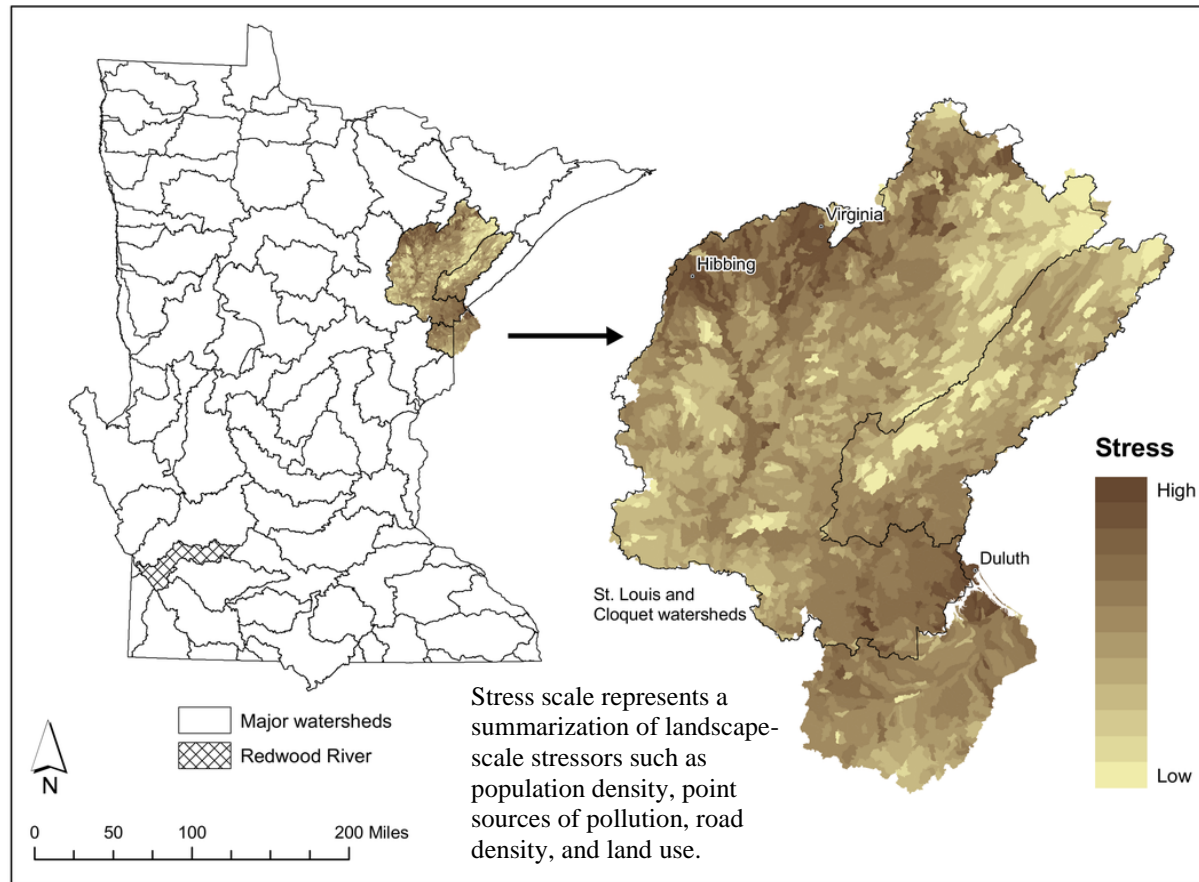 Virginia
Hibbing
Stress
High
Duluth
St. Louis and
Cloquet watersheds
Low
Major watersheds
Redwood River
Stress scale represents a
summarization of landscape-
scale stressors such as
population density, point
sources of pollution, road
density, and land use.
N
0 50 100 200 Miles